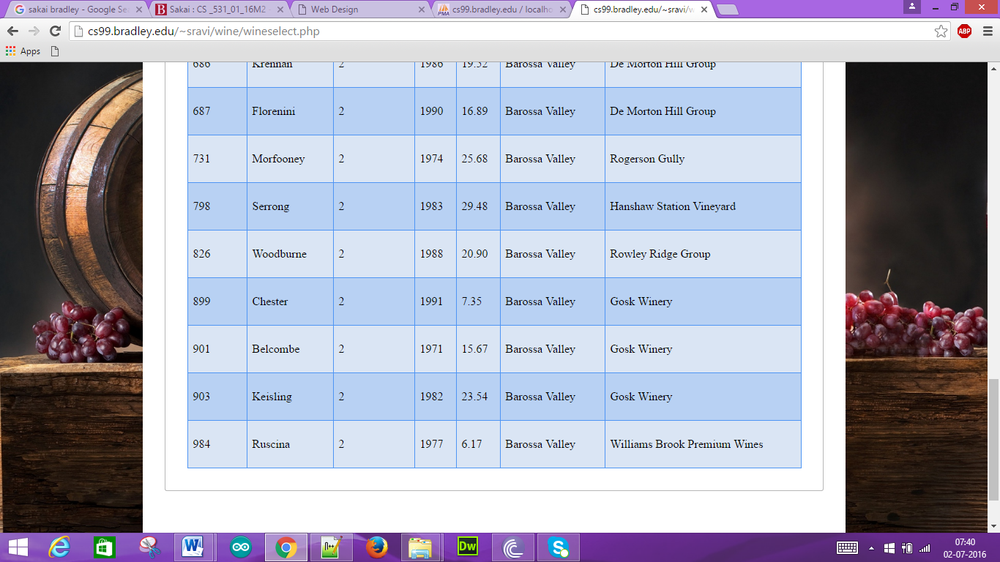 sakai bradley - Google Se
Sakai : CS _531_01_16M2
Web Design
cs99.bradley.edu / localho
cs99.bradley.edu/~sravi/w
cs99.bradley.edu/~sravi/wine/wineselect.php
ABP
Apps
686 Krennan 2 1986 19.52 Barossa Valley De Morton Hill Group
687 Florenini 2 1990 16.89 Barossa Valley De Morton Hill Group
731 Morfooney 2 1974 25.68 Barossa Valley Rogerson Gully
798 Serrong 2 1983 29.48 Barossa Valley Hanshaw Station Vineyard
826 Woodburne 2 1988 20.90 Barossa Valley Rowley Ridge Group
899 Chester 2 1991 7.35 Barossa Valley Gosk Winery
901 Belcombe 2 1971 15.67 Barossa Valley Gosk Winery
903 Keisling 2 1982 23.54 Barossa Valley Gosk Winery
984 Ruscina 2 1977 6.17 Barossa Valley Williams Brook Premium Wines
Dw
07:40
02-07-2016